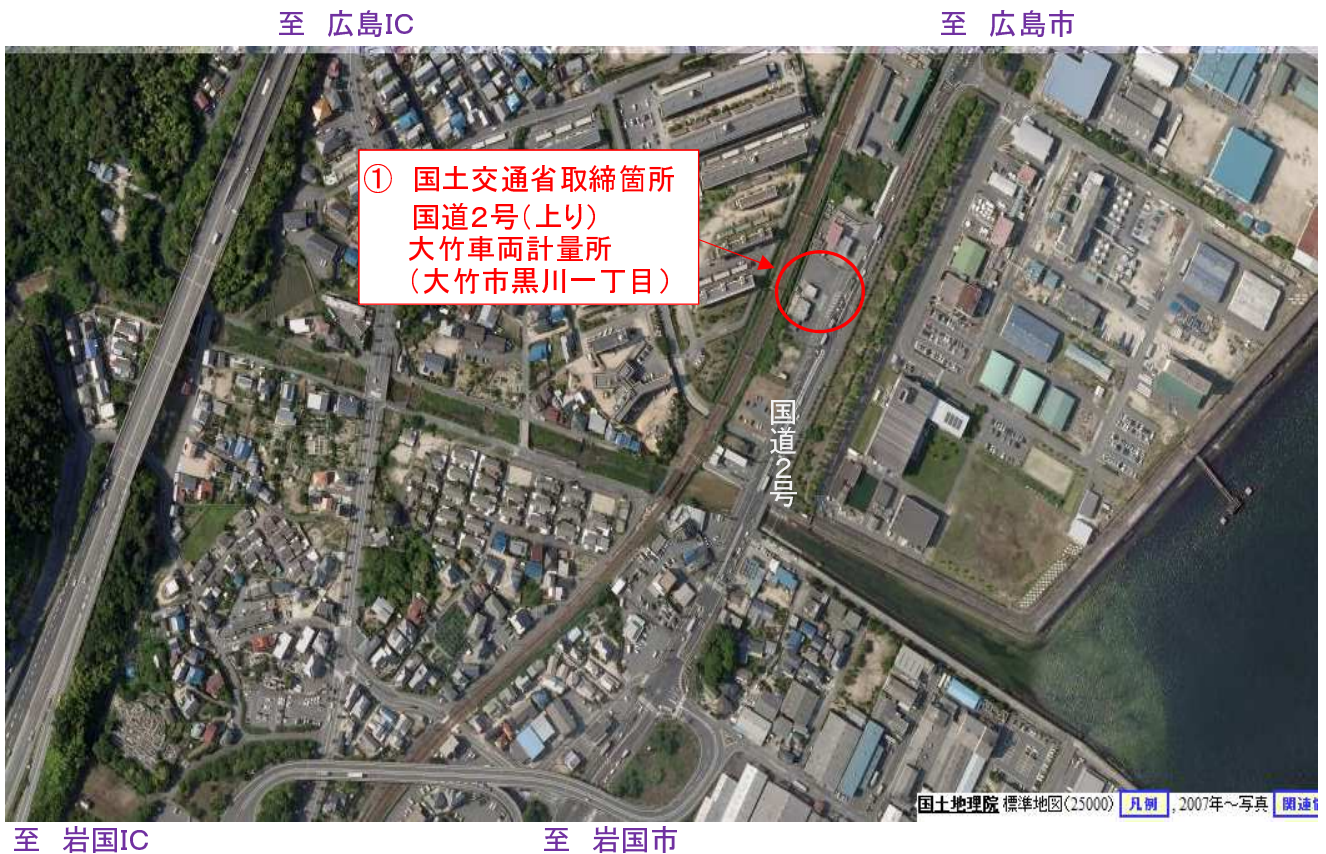 至 広島IC
至 広島市
① 国土交通省取締箇所
国道2号(上り)
大竹車両計量所
(大竹市黒川一丁目)
国道2号
国土地理院 標準地図(25000) 凡例 , 2007年～写真 関連
至 岩国IC
至 岩国市